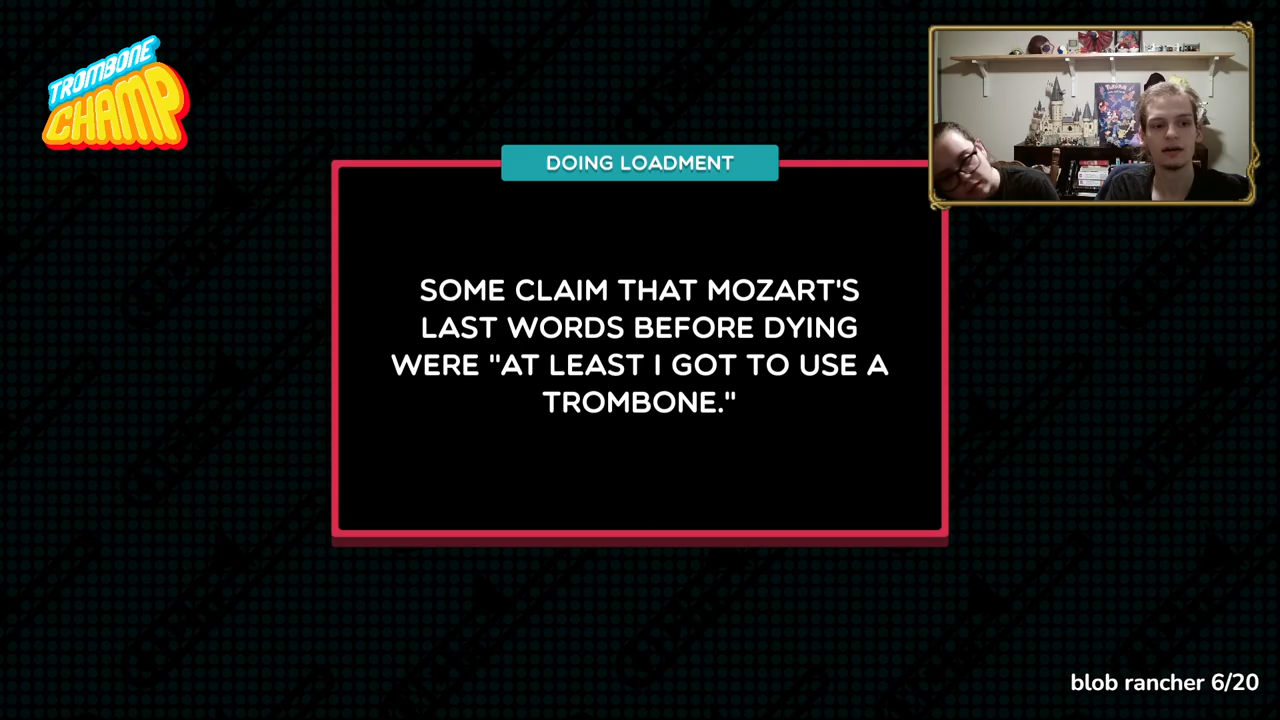 TROMBONE
CHAMP
DOING LOADMENT
SOME CLAIM THAT MOZART'S
LAST WORDS BEFORE DYING
WERE "AT LEAST I GOT TO USE A
TROMBONE."
blob rancher 6/20